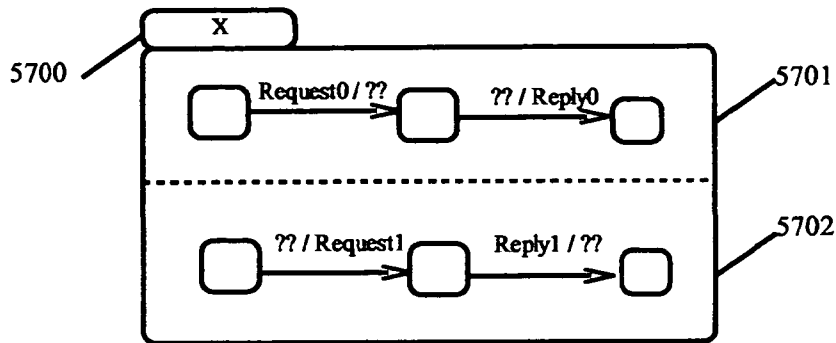 X
5700
5701
Request0 / ??
?? / Reply0
5702
?? / Request1
Reply1 / ??